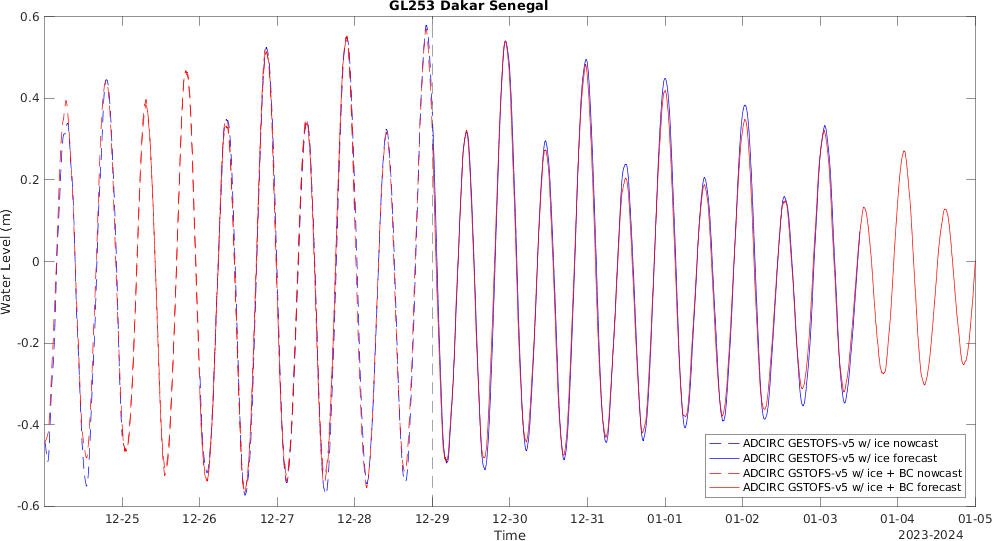 GL253 Dakar Senegal
0.6
0.4
0.2
0
-0.2
-0.4
-0.6
Water Level (m)
ADCIRC GESTOFS-v5 w/ ice nowcast
ADCIRC GESTOFS-v5 w/ ice forecast
ADCIRC GSTOFS-v5 w/ ice + BC nowcast
ADCIRC GSTOFS-v5 w/ ice + BC forecast
12-25 12-26 12-27 12-28 12-29 12-30 12-31 01-01 01-02 01-03 01-04 01-05
Time
2023-2024